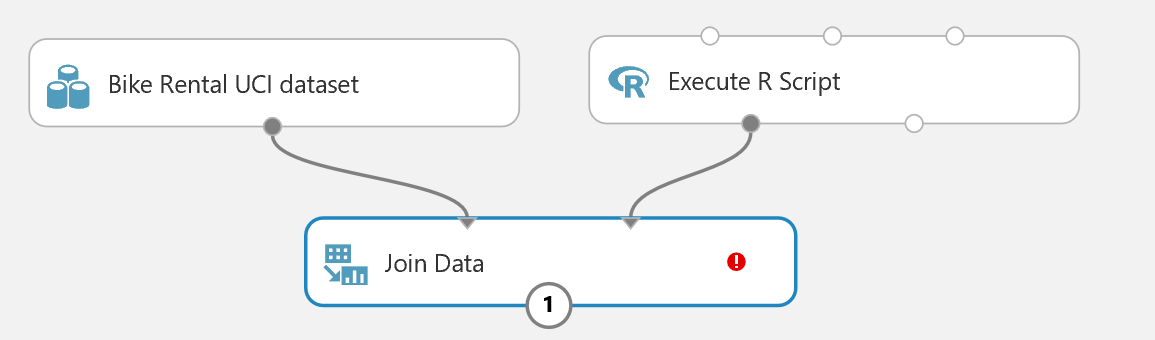 Bike Rental UCI dataset
Execute R Script
Join Data
1